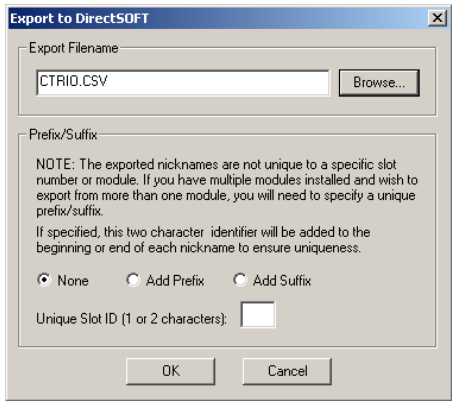 Export to DirectSOFT
Export Filename
CTRIO.CSV
Browse...
Prefix/Suffix
NOTE: The exported nicknames are not unique to a specific slot
number or module. If you have multiple modules installed and wish to
export from more than one module, you will need to specify a unique
prefix/suffix.
If specified, this two character identifier will be added to the
beginning or end of each nickname to ensure uniqueness.
None
Add Prefix
Add Suffix
Unique Slot ID (1 or 2 characters):
OK
Cancel